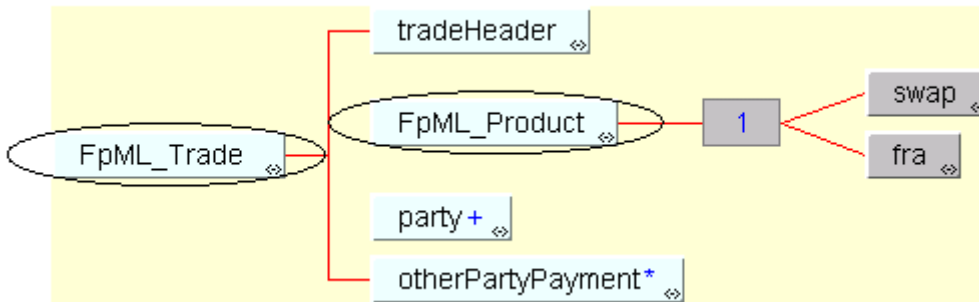 tradeHeader
swap
FpML_Product
1
FpML_Trade
fra
party+
otherPartyPayment*